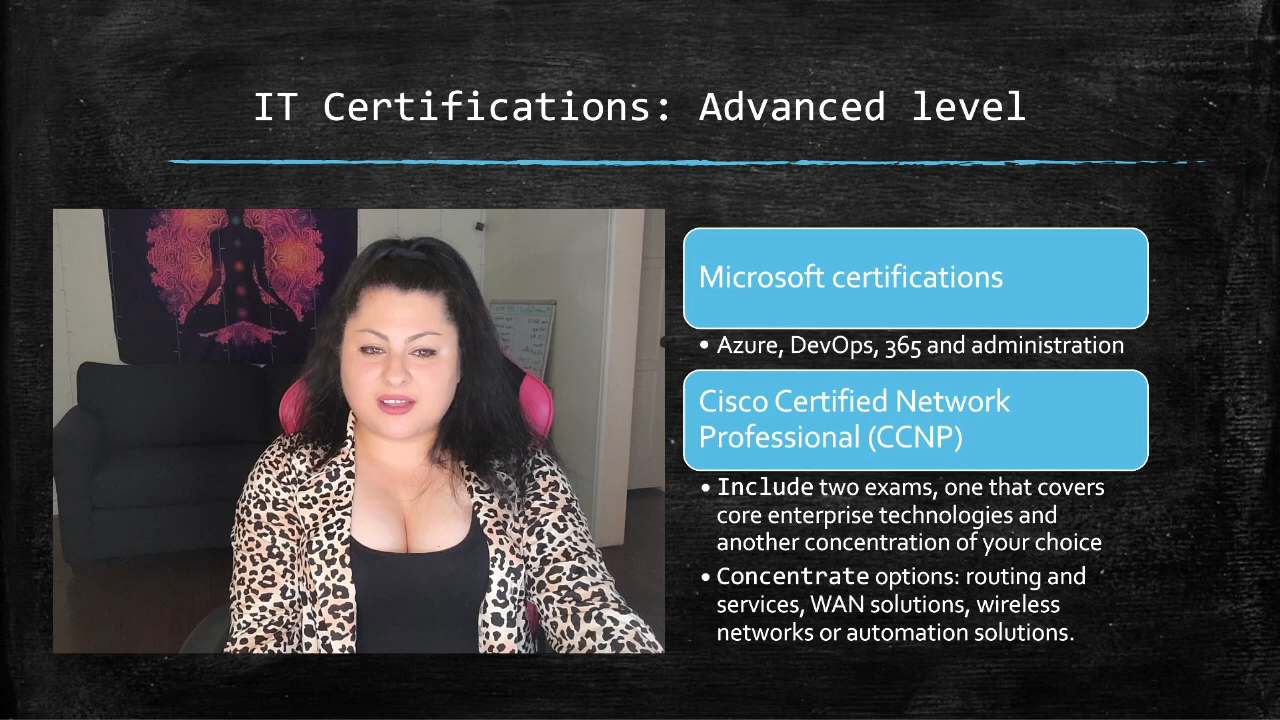 IT Certifications: Advanced level
Microsoft certifications
• Azure, DevOps, 365 and administration
Cisco Certified Network
Professional (CCNP)
• Include two exams, one that covers
core enterprise technologies and
another concentration of your choice
• Concentrate options: routing and
services, WAN solutions, wireless
networks or automation solutions.